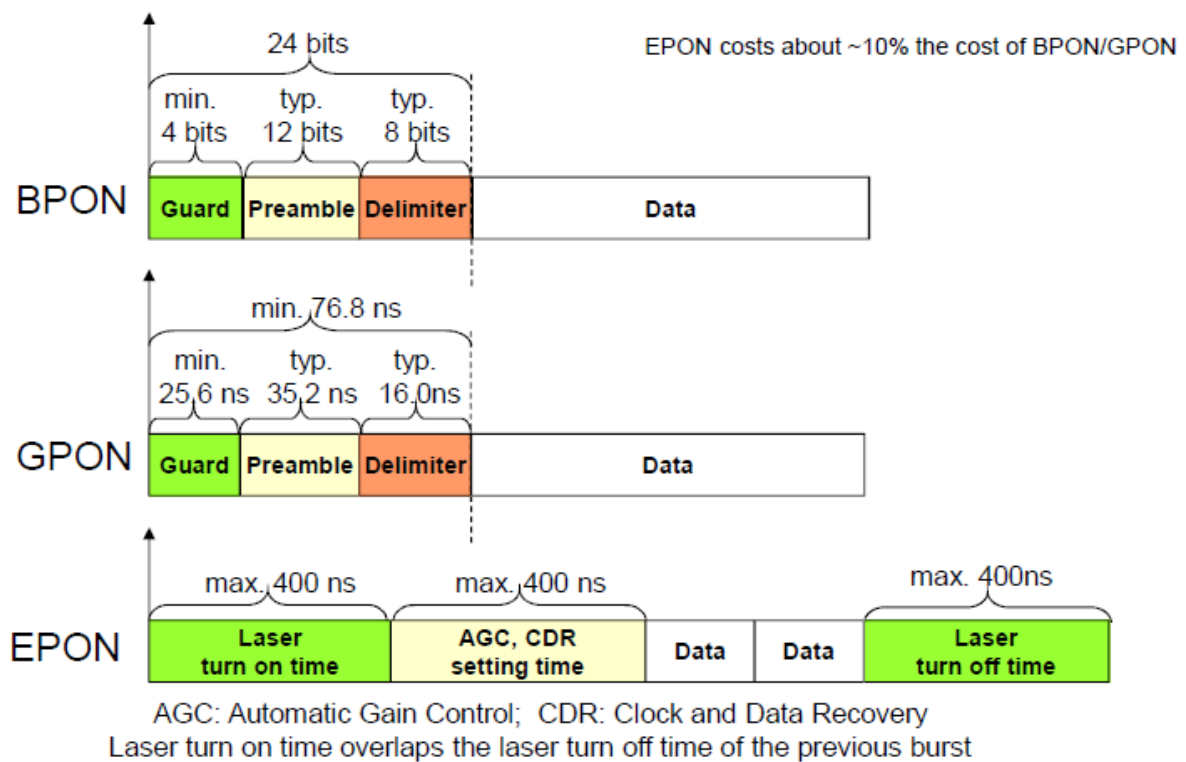 24 bits
EPON costs about ~10% the cost of BPON/GPON
min. typ. typ.
4 bits 12 bits 8 bits
BPON Guard Preamble Delimiter Data
min. 76.8 ns
min. typ. typ.
25.6 ns 35.2 ns 16.0ns
GPON Guard Preamble Delimiter Data
max. 400 ns max. 400 ns max. 400ns
EPON
Laser
turn on time
AGC, CDR
setting time
Data
Data
Laser
turn off time
AGC: Automatic Gain Control; CDR: Clock and Data Recovery
Laser turn on time overlaps the laser turn off time of the previous burst